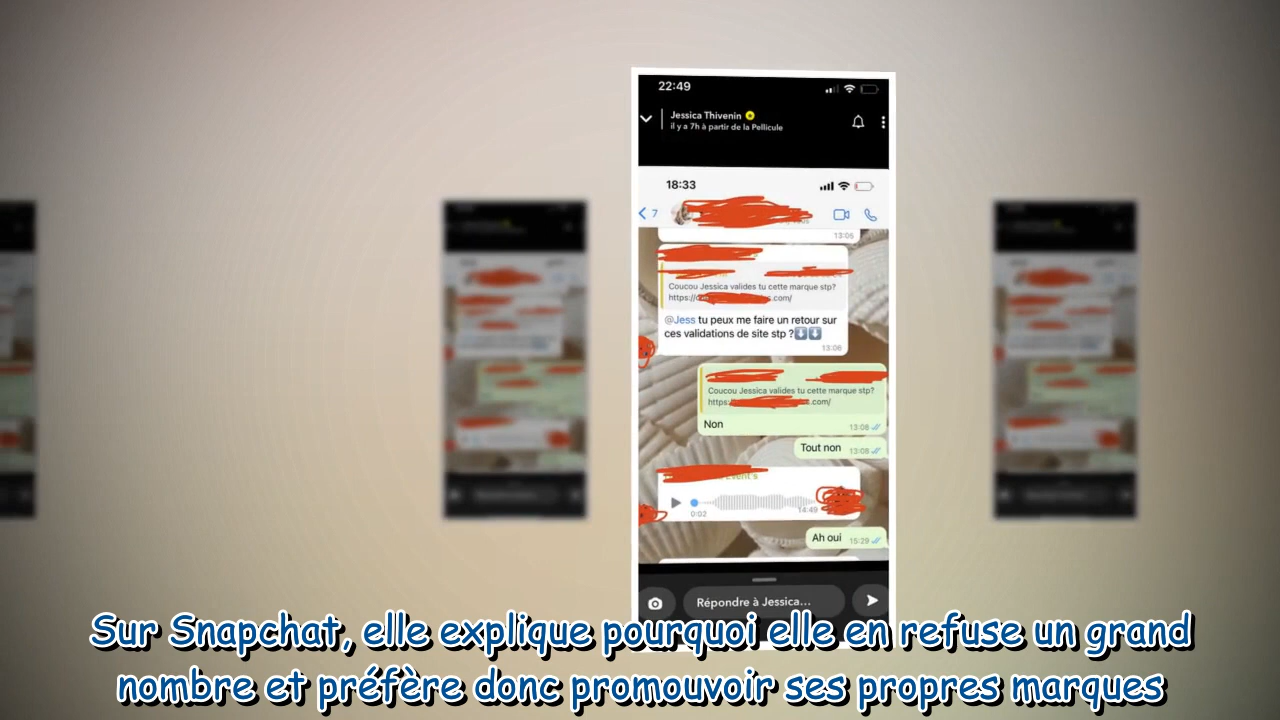 22:49
Jessica Thivenin
il y a 7h à partir de la Pellicule
18:33
7
13:06
Coucou Jessica valides tu cette marque stp?
https://
s.com/
@Jess tu peux me faire un retour sur
ces validations de site stp ?⬇️⬇️
13:06
Coucou Jessica valides tu cette marque stp?
https:
.com/
Non
13:08
Tout non 13:08
Event's
0:02
14:49
Ah oui 15:29
Répondre à Jessica...
Sur Snapchat, elle explique pourquoi elle en refuse un grand
nombre et préfère donc promouvoir ses propres marques